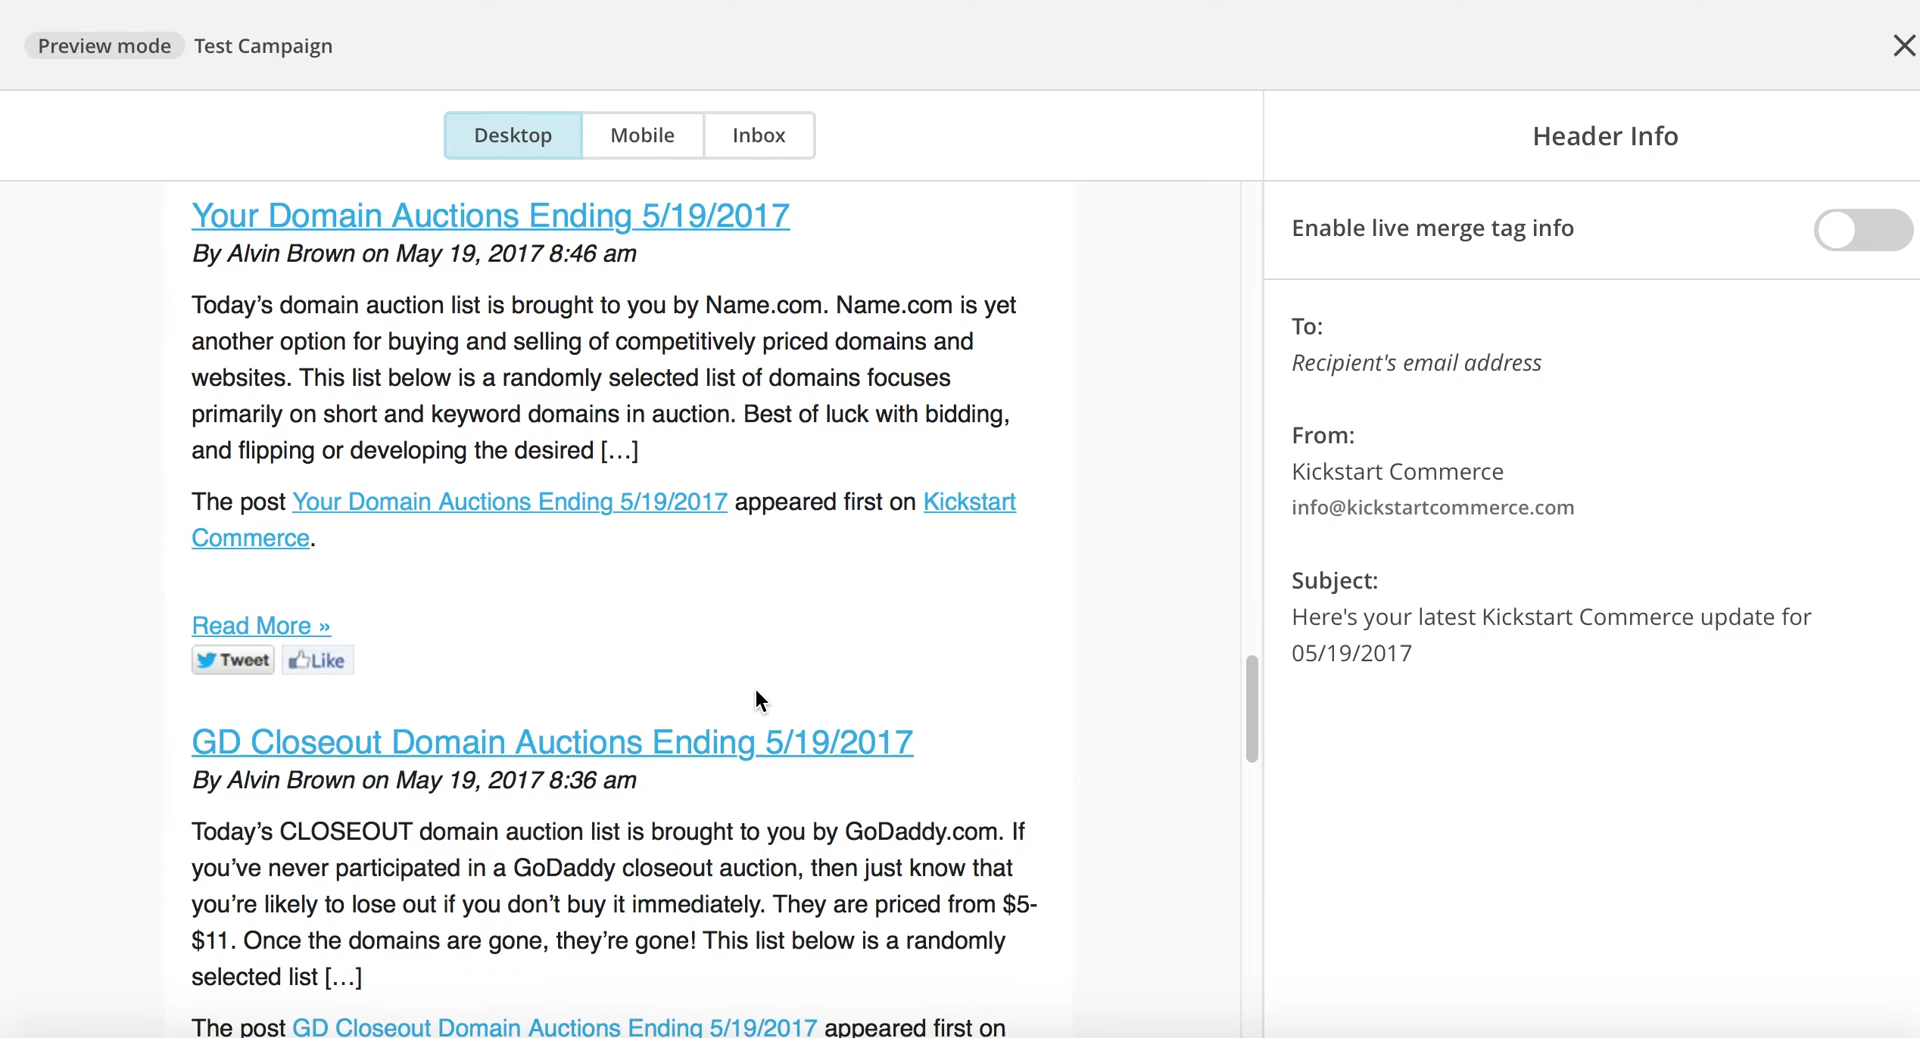 Preview mode Test Campaign
Desktop Mobile Inbox
Your Domain Auctions Ending 5/19/2017
By Alvin Brown on May 19, 2017 8:46 am
Today’s domain auction list is brought to you by Name.com. Name.com is yet
another option for buying and selling of competitively priced domains and
websites. This list below is a randomly selected list of domains focuses
primarily on short and keyword domains in auction. Best of luck with bidding,
and flipping or developing the desired […]
The post Your Domain Auctions Ending 5/19/2017 appeared first on Kickstart
Commerce.
Read More »
Tweet Like
GD Closeout Domain Auctions Ending 5/19/2017
By Alvin Brown on May 19, 2017 8:36 am
Today’s CLOSEOUT domain auction list is brought to you by GoDaddy.com. If
you’ve never participated in a GoDaddy closeout auction, then just know that
you’re likely to lose out if you don’t buy it immediately. They are priced from $5-
$11. Once the domains are gone, they’re gone! This list below is a randomly
selected list […]
The post GD Closeout Domain Auctions Ending 5/19/2017 appeared first on
Header Info
Enable live merge tag info
To:
Recipient's email address
From:
Kickstart Commerce
info@kickstartcommerce.com
Subject:
Here's your latest Kickstart Commerce update for
05/19/2017